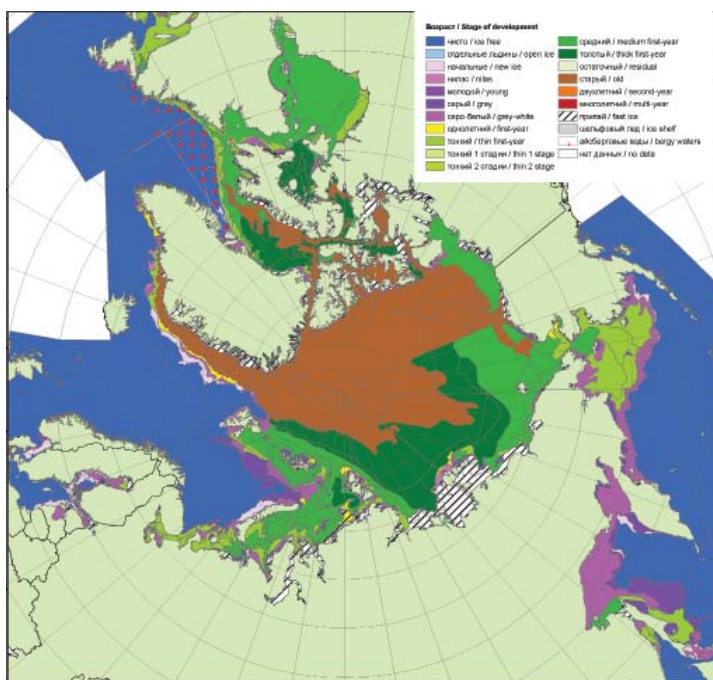 Возраст / Stage of development
чисто / ice free
отдельные льдины / open ice
начальные / new ice
нилас / nilas
молодой / young
серый / grey
серо-белый / grey-white
однолетний / first-year
тонкий / thin first-year
тонкий 1 стадии / thin 1 stage
тонкий 2 стадии / thin 2 stage
средний / medium first-year
толстый / thick first-year
остаточный / residual
старый / old
двухлетний / second-year
многолетний / multi-year
припай / fast ice
шельфовый лед / ice shelf
айсберговые воды / bergy waters
нет данных / no data